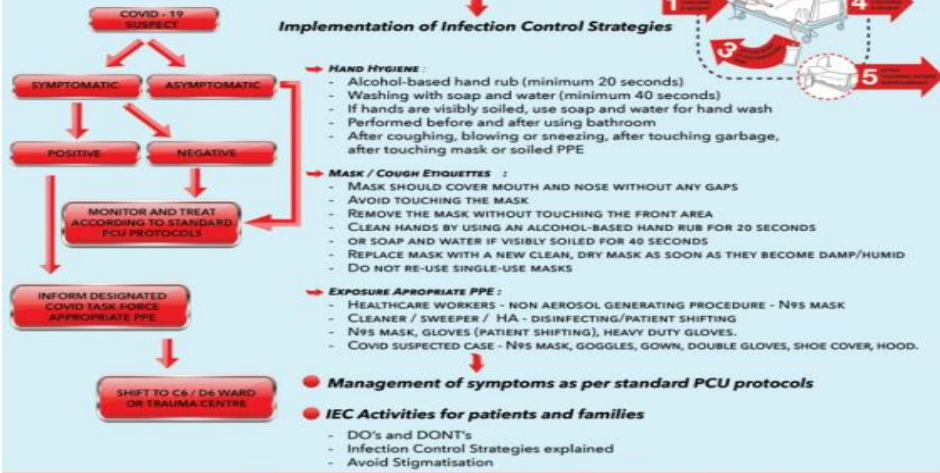 COVID - 19
SUSPECT
SYMPTOMATIC
ASYMPTOMATIC
POSITIVE
NEGATIVE
MONITOR AND TREAT
ACCORDING TO STANDARD
PCU PROTOCOLS
INFORM DESIGNATED
COVID TASK FORCE
APPROPRIATE PPE
SHIFT TO C6 / D6 WARD
OR TRAUMA CENTRE
Implementation of Infection Control Strategies
HAND HYGIENE :
- Alcohol-based hand rub (minimum 20 seconds)
- Washing with soap and water (minimum 40 seconds)
- If hands are visibly soiled, use soap and water for hand wash
- Performed before and after using bathroom
- After coughing, blowing or sneezing, after touching garbage,
after touching mask or soiled PPE
MASK / COUGH ETIQUETTES :
- MASK SHOULD COVER MOUTH AND NOSE WITHOUT ANY GAPS
- AVOID TOUCHING THE MASK
- REMOVE THE MASK WITHOUT TOUCHING THE FRONT AREA
- CLEAN HANDS BY USING AN ALCOHOL-BASED HAND RUB FOR 20 SECONDS
- OR SOAP AND WATER IF VISIBLY SOILED FOR 40 SECONDS
- REPLACE MASK WITH A NEW CLEAN, DRY MASK AS SOON AS THEY BECOME DAMP/HUMID
- DO NOT RE-USE SINGLE-USE MASKS
EXPOSURE APROPRIATE PPE :
- HEALTHCARE WORKERS - NON AEROSOL GENERATING PROCEDURE - N95 MASK
- CLEANER / SWEEPER / HA - DISINFECTING/PATIENT SHIFTING
- N95 MASK, GLOVES (PATIENT SHIFTING), HEAVY DUTY GLOVES.
- COVID SUSPECTED CASE - N95 MASK, GOGGLES, GOWN, DOUBLE GLOVES, SHOE COVER, HOOD.
Management of symptoms as per standard PCU protocols
IEC Activities for patients and families
- DO's and DONT's
- Infection Control Strategies explained
- Avoid Stigmatisation
1
4
3
5